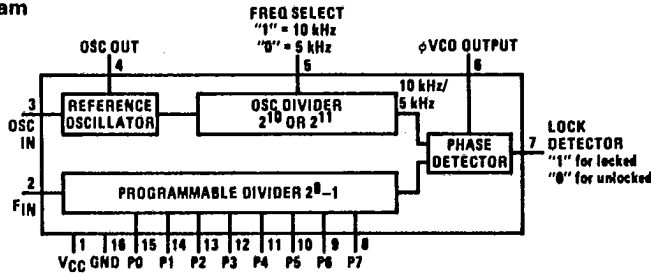 am
FREQ SELECT
"1" = 10 kHz
"0" = 5 kHz
OSC OUT
ϕVCO OUTPUT
4
5
6
10 kHz/
5 kHz
3
OSC
IN
REFERENCE
OSCILLATOR
OSC DIVIDER
2^10 OR 2^11
PHASE
DETECTOR
7
LOCK
DETECTOR
"1" for locked
"0" for unlocked
2
FIN
PROGRAMMABLE DIVIDER 2^8–1
1 16 15 14 13 12 11 10 9 8
VCC GND P0 P1 P2 P3 P4 P5 P6 P7